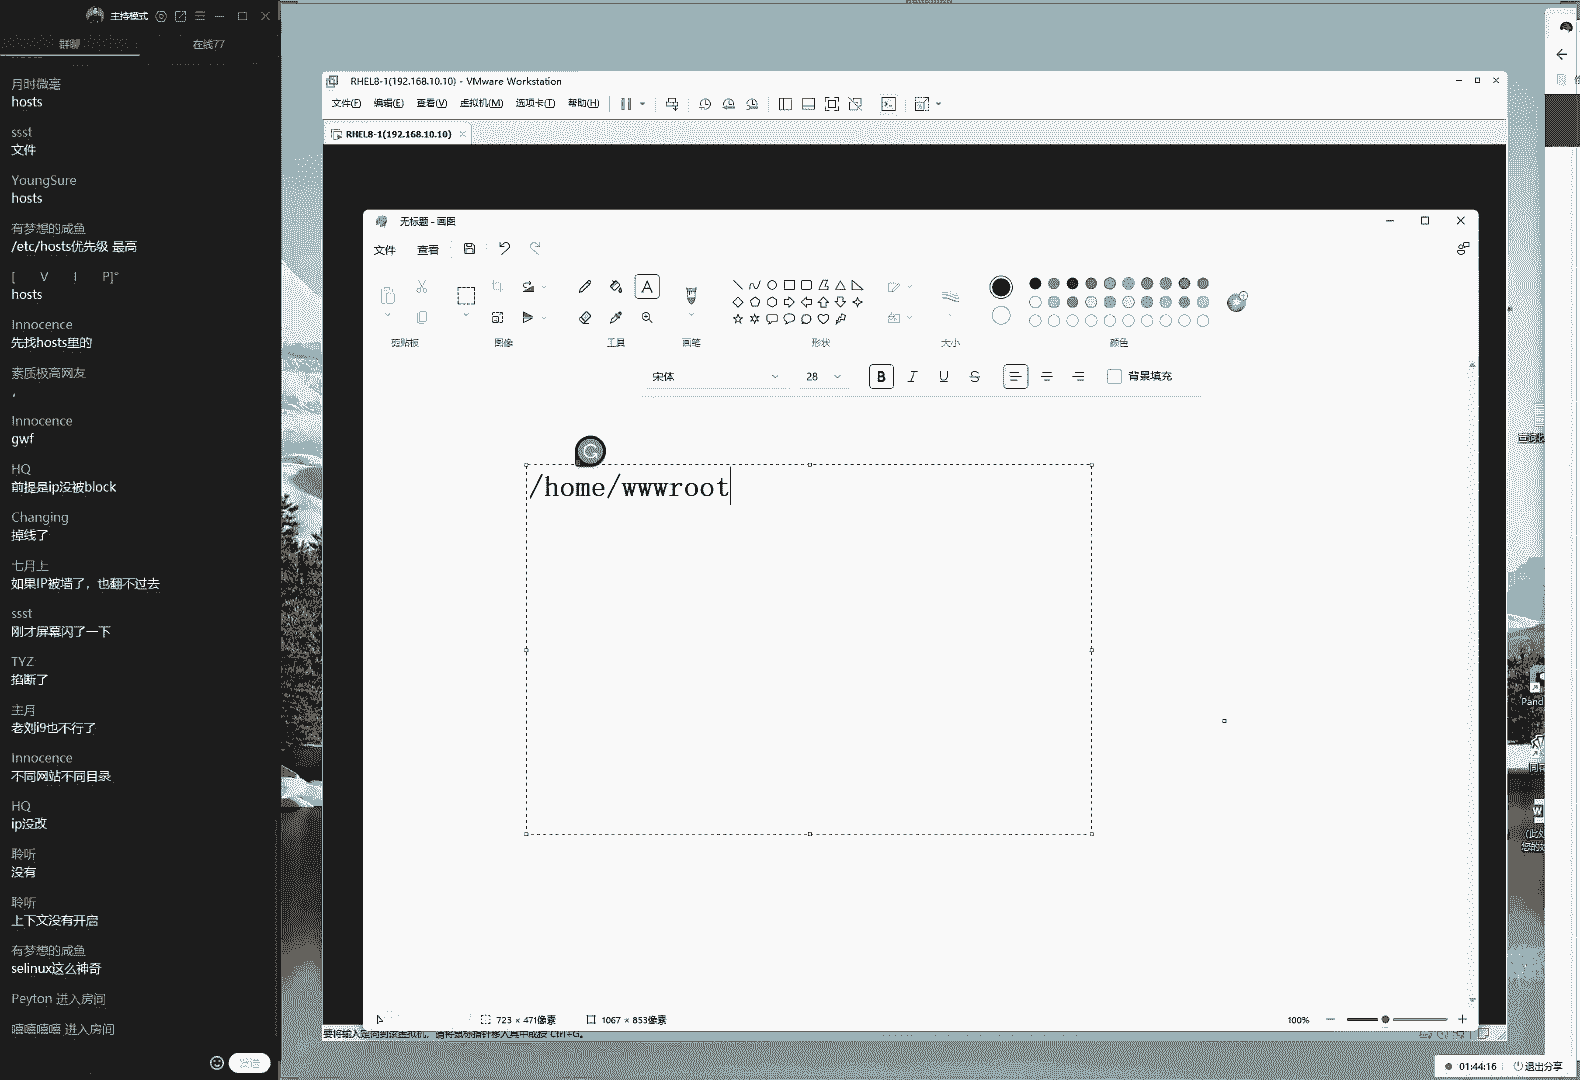 主持模式
群聊
在线77
月时微毫
hosts
ssst
文件
YoungSure
hosts
有梦想的咸鱼
/etc/hosts优先级 最高
[ V I P]°
hosts
Innocence
先找hosts里的
素质极高网友
，
Innocence
gwf
HQ
前提是ip没被block
Changing
掉线了
七月上
如果IP被墙了，也翻不过去
ssst
刚才屏幕闪了一下
TYZ
掐断了
主月
老刘i9也不行了
Innocence
不同网站不同目录
HQ
ip没改
聆听
没有
聆听
上下文没有开启
有梦想的咸鱼
selinux这么神奇
Peyton 进入房间
嘻嘻嘻嘻 进入房间
发送
RHEL8-1(192.168.10.10) - VMware Workstation
文件(F) 编辑(E) 查看(V) 虚拟机(M) 选项卡(T) 帮助(H)
RHEL8-1(192.168.10.10)
无标题 - 画图
文件 查看
剪贴板 图像 工具 画笔 形状 大小 颜色
宋体 28 B I U S 背景填充
/home/wwwroot
723 × 471像素 1067 × 853像素 100%
要将输入定向到该虚拟机，请将鼠标指针移入其中或按 Ctrl+G。
Pand
01:44:16 退出分享